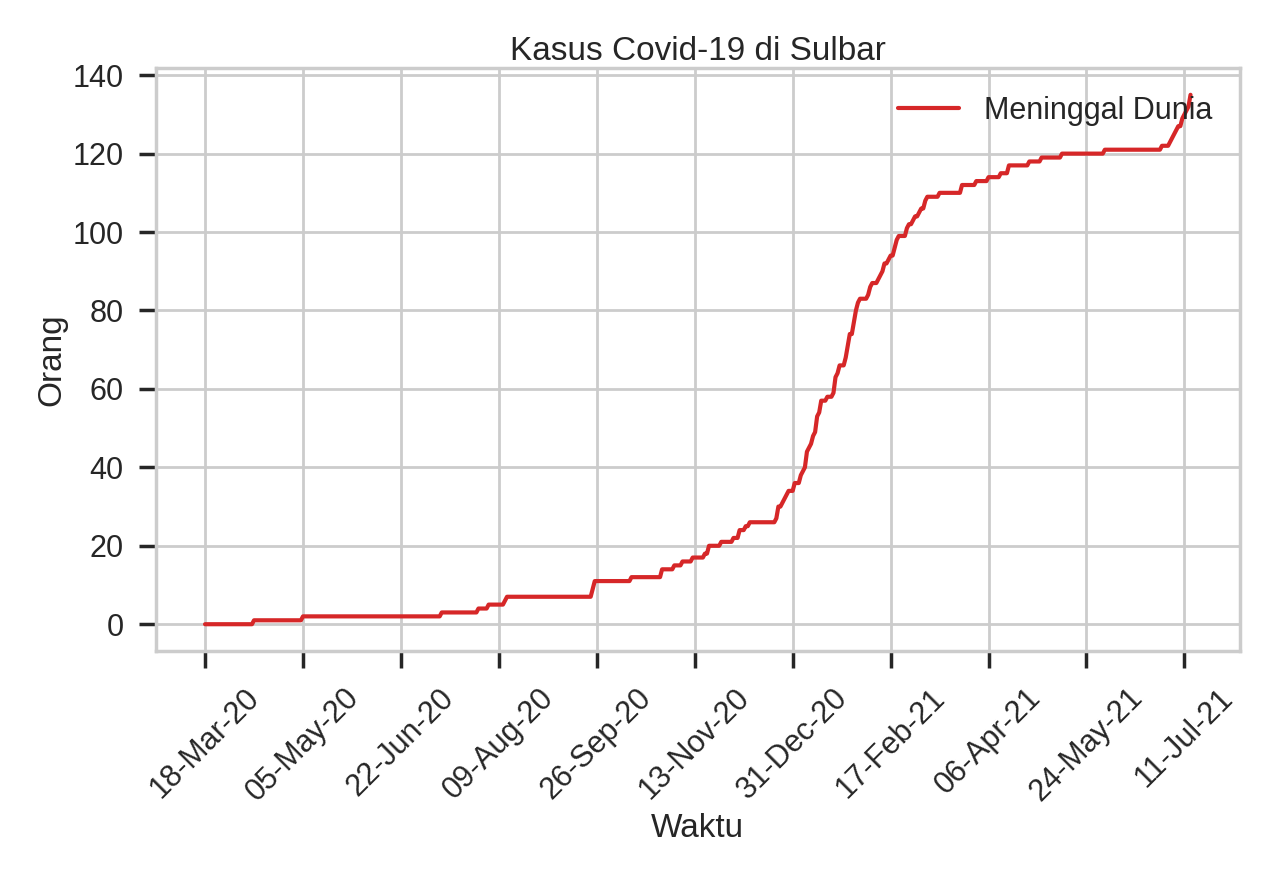 Kasus Covid-19 di Sulbar
Meninggal Dunia
140
120
100
80
60
40
20
0
Orang
18-Mar-20
05-May-20
22-Jun-20
09-Aug-20
26-Sep-20
13-Nov-20
31-Dec-20
17-Feb-21
06-Apr-21
24-May-21
11-Jul-21
Waktu